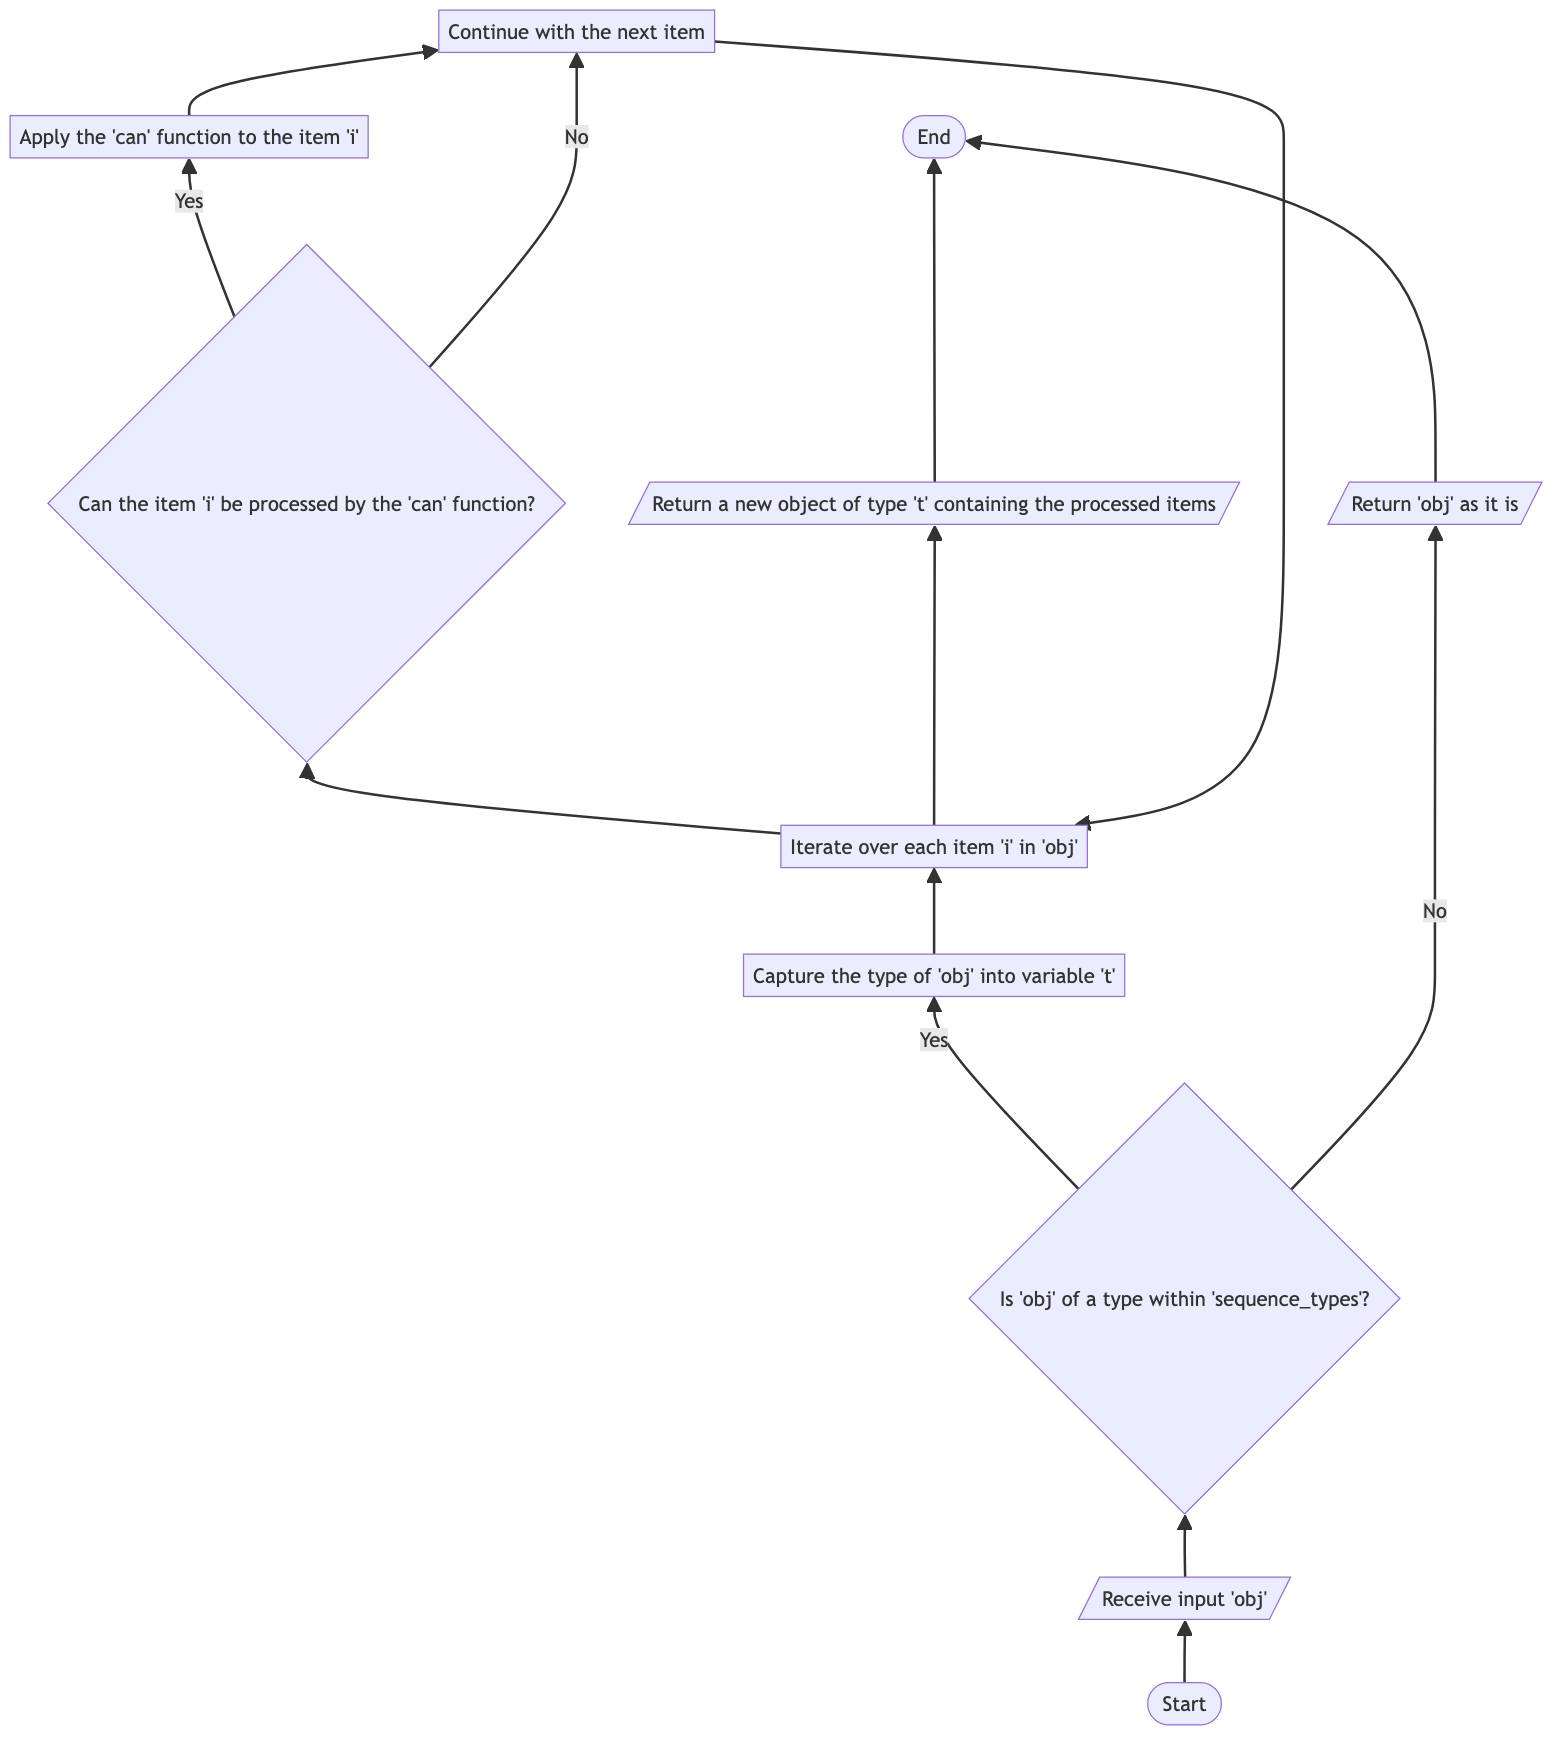 Continue with the next item
Apply the 'can' function to the item 'i'
No
End
Yes
Can the item 'i' be processed by the 'can' function?
Return a new object of type 't' containing the processed items
Return 'obj' as it is
Iterate over each item 'i' in 'obj'
No
Capture the type of 'obj' into variable 't'
Yes
Is 'obj' of a type within 'sequence_types'?
Receive input 'obj'
Start